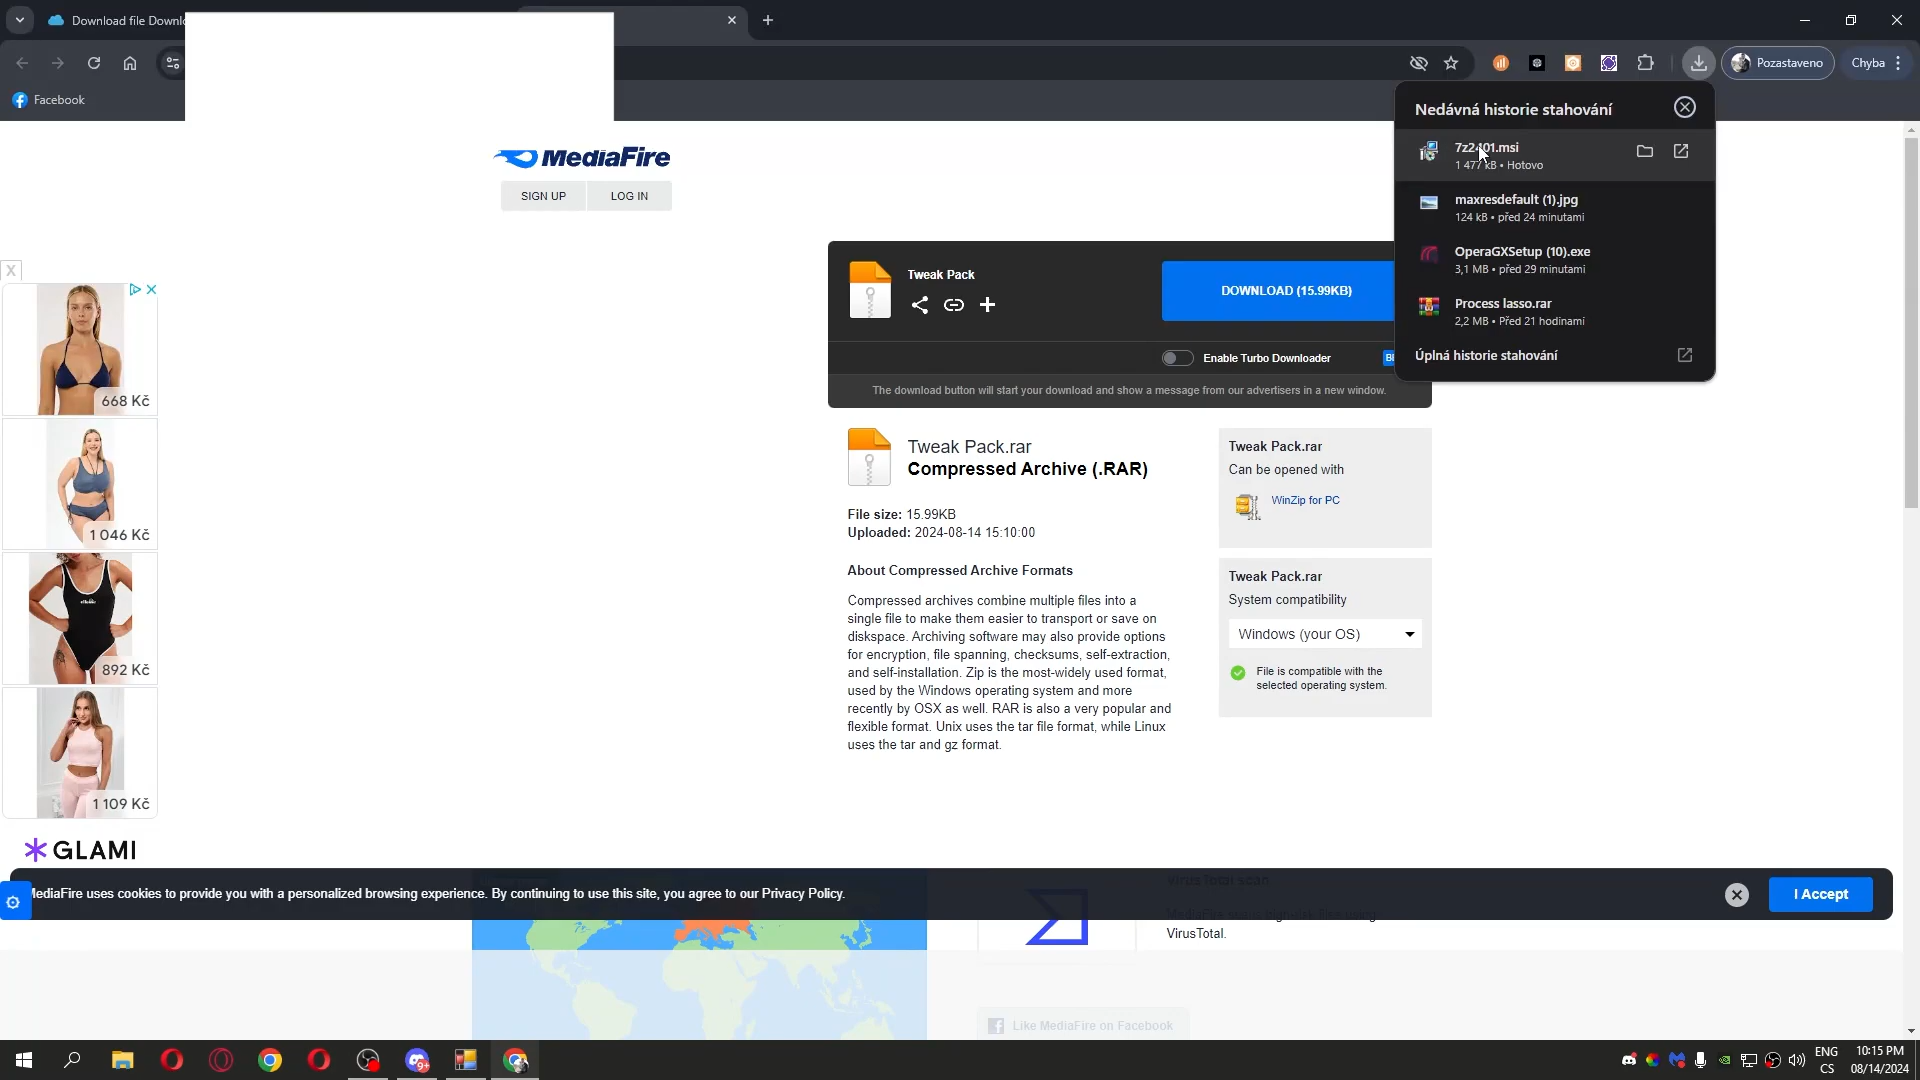 Download file Downlo
Pozastaveno
Chyba
Facebook
Nedávná historie stahování
7z2401.msi
1 477 kB • Hotovo
maxresdefault (1).jpg
124 kB • před 24 minutami
OperaGXSetup (10).exe
3,1 MB • před 29 minutami
Process lasso.rar
2,2 MB • Před 21 hodinami
Úplná historie stahování
MediaFire
SIGN UP
LOG IN
Tweak Pack
DOWNLOAD (15.99KB)
Enable Turbo Downloader
The download button will start your download and show a message from our advertisers in a new window.
X
668 Kč
1 046 Kč
892 Kč
1 109 Kč
GLAMI
Tweak Pack.rar
Compressed Archive (.RAR)
File size: 15.99KB
Uploaded: 2024-08-14 15:10:00
About Compressed Archive Formats
Compressed archives combine multiple files into a
single file to make them easier to transport or save on
diskspace. Archiving software may also provide options
for encryption, file spanning, checksums, self-extraction,
and self-installation. Zip is the most-widely used format,
used by the Windows operating system and more
recently by OSX as well. RAR is also a very popular and
flexible format. Unix uses the tar file format, while Linux
uses the tar and gz format.
Tweak Pack.rar
Can be opened with
WinZip for PC
Tweak Pack.rar
System compatibility
Windows (your OS)
File is compatible with the
selected operating system.
MediaFire uses cookies to provide you with a personalized browsing experience. By continuing to use this site, you agree to our Privacy Policy.
I Accept
VirusTotal scan
VirusTotal.
Like MediaFire on Facebook
9+
ENG
CS
10:15 PM
08/14/2024